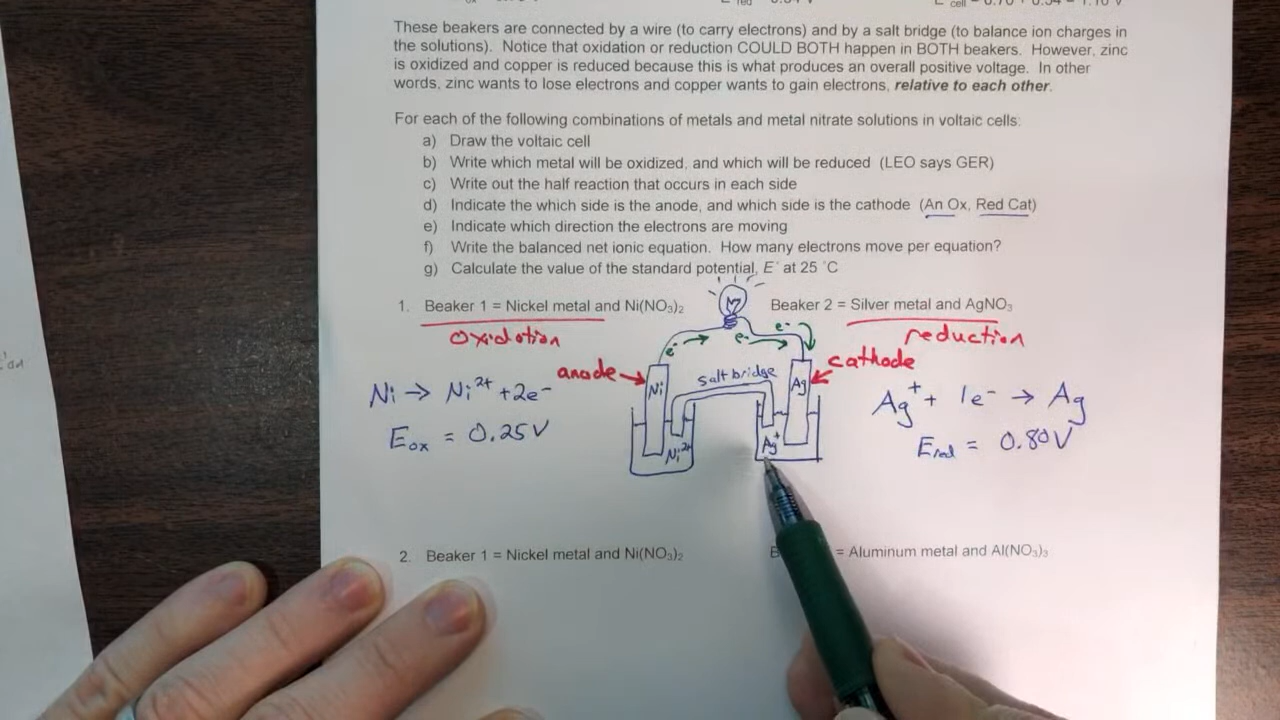 These beakers are connected by a wire (to carry electrons) and by a salt bridge (to balance ion charges in
the solutions). Notice that oxidation or reduction COULD BOTH happen in BOTH beakers. However, zinc
is oxidized and copper is reduced because this is what produces an overall positive voltage. In other
words, zinc wants to lose electrons and copper wants to gain electrons, relative to each other.
For each of the following combinations of metals and metal nitrate solutions in voltaic cells:
a) Draw the voltaic cell
b) Write which metal will be oxidized, and which will be reduced (LEO says GER)
c) Write out the half reaction that occurs in each side
d) Indicate the which side is the anode, and which side is the cathode (An Ox, Red Cat)
e) Indicate which direction the electrons are moving
f) Write the balanced net ionic equation. How many electrons move per equation?
g) Calculate the value of the standard potential, E° at 25 °C
1. Beaker 1 = Nickel metal and Ni(NO₃)₂ Beaker 2 = Silver metal and AgNO₃
oxidation reduction
e- e- e-
anode cathode
salt bridge
Ni Ag
Ni → Ni²⁺ + 2e- Ag⁺ + 1e- → Ag
Eox = 0.25V Ered = 0.80V
Ni²⁺ Ag⁺
2. Beaker 1 = Nickel metal and Ni(NO₃)₂ = Aluminum metal and Al(NO₃)₃